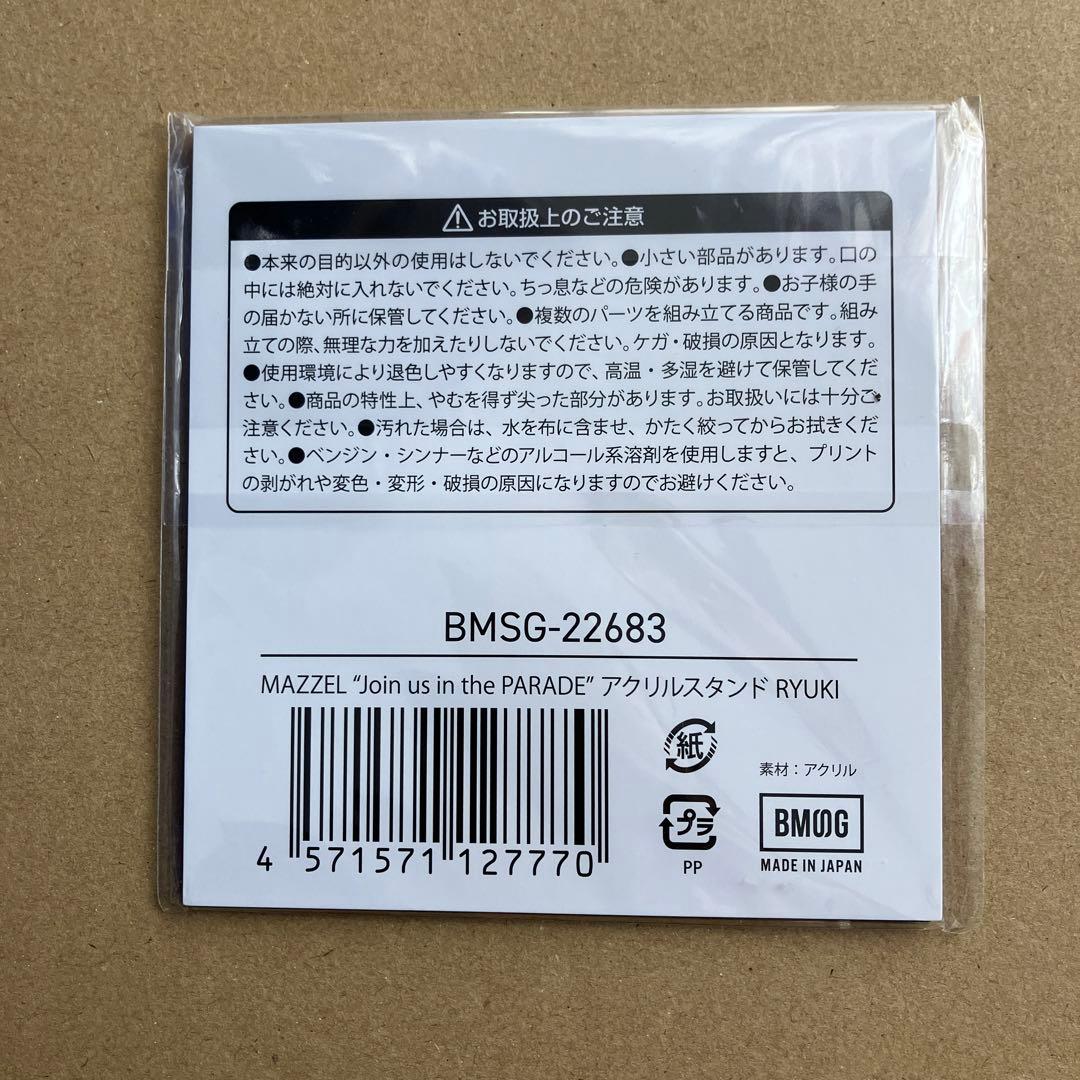 ⚠お取扱上のご注意
●本来の目的以外の使用はしないでください。●小さい部品があります。口の
中には絶対に入れないでください。ちっ息などの危険があります。●お子様の手
の届かない所に保管してください。●複数のパーツを組み立てる商品です。組み
立ての際、無理な力を加えたりしないでください。ケガ・破損の原因となります。
●使用環境により退色しやすくなりますので、高温・多湿を避けて保管してくだ
さい。●商品の特性上、やむを得ず尖った部分があります。お取扱いには十分ご
注意ください。●汚れた場合は、水を布に含ませ、かたく絞ってからお拭きくだ
さい。●ベンジン・シンナーなどのアルコール系溶剤を使用しますと、プリント
の剥がれや変色・変形・破損の原因になりますのでお避けください。
BMSG-22683
MAZZEL “Join us in the PARADE” アクリルスタンド RYUKI
4 571571 127770
紙
プラ
PP
素材：アクリル
BMSG
MADE IN JAPAN